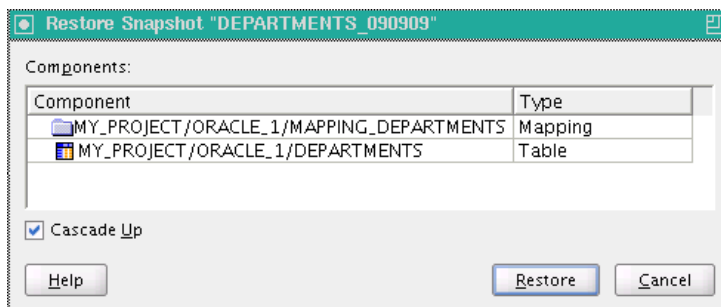 Restore Snapshot "DEPARTMENTS_090909"
Components:
Component Type
MY_PROJECT/ORACLE_1/MAPPING_DEPARTMENTS Mapping
MY_PROJECT/ORACLE_1/DEPARTMENTS Table
Cascade Up
Help Restore Cancel